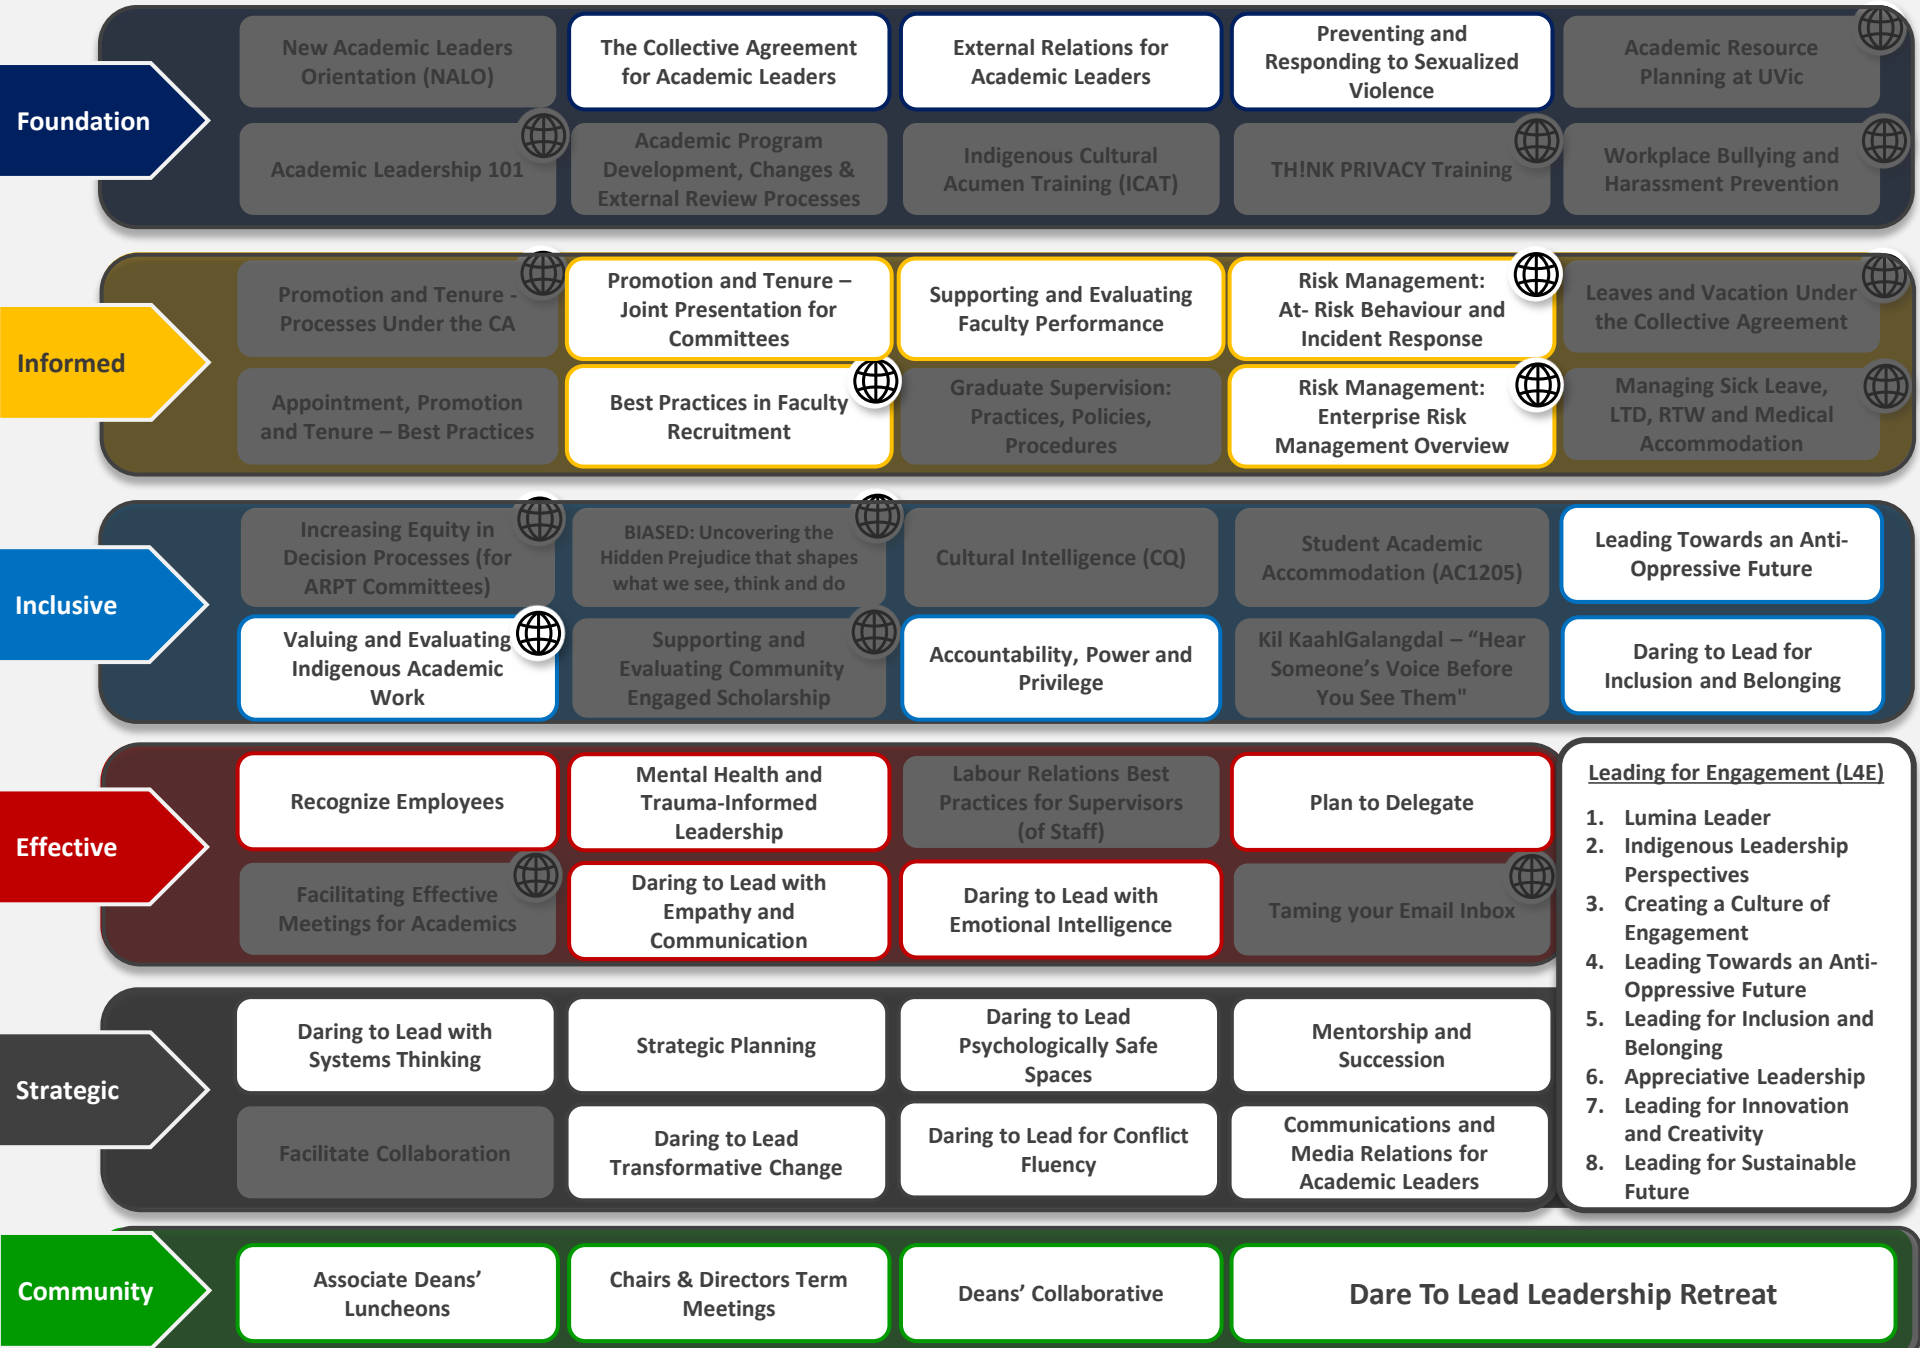 Foundation
New Academic Leaders
Orientation (NALO)
The Collective Agreement
for Academic Leaders
External Relations for
Academic Leaders
Preventing and
Responding to Sexualized
Violence
Academic Resource
Planning at UVic
Academic Leadership 101
Academic Program
Development, Changes &
External Review Processes
Indigenous Cultural
Acumen Training (ICAT)
TH!NK PRIVACY Training
Workplace Bullying and
Harassment Prevention
Informed
Promotion and Tenure -
Processes Under the CA
Promotion and Tenure –
Joint Presentation for
Committees
Supporting and Evaluating
Faculty Performance
Risk Management:
At- Risk Behaviour and
Incident Response
Leaves and Vacation Under
the Collective Agreement
Appointment, Promotion
and Tenure – Best Practices
Best Practices in Faculty
Recruitment
Graduate Supervision:
Practices, Policies,
Procedures
Risk Management:
Enterprise Risk
Management Overview
Managing Sick Leave,
LTD, RTW and Medical
Accommodation
Inclusive
Increasing Equity in
Decision Processes (for
ARPT Committees)
BIASED: Uncovering the
Hidden Prejudice that shapes
what we see, think and do
Cultural Intelligence (CQ)
Student Academic
Accommodation (AC1205)
Leading Towards an Anti-
Oppressive Future
Valuing and Evaluating
Indigenous Academic
Work
Supporting and
Evaluating Community
Engaged Scholarship
Accountability, Power and
Privilege
Kil KaahlGalangdal – “Hear
Someone’s Voice Before
You See Them"
Daring to Lead for
Inclusion and Belonging
Effective
Recognize Employees
Mental Health and
Trauma-Informed
Leadership
Labour Relations Best
Practices for Supervisors
(of Staff)
Plan to Delegate
Facilitating Effective
Meetings for Academics
Daring to Lead with
Empathy and
Communication
Daring to Lead with
Emotional Intelligence
Taming your Email Inbox
Leading for Engagement (L4E)
1. Lumina Leader
2. Indigenous Leadership
Perspectives
3. Creating a Culture of
Engagement
4. Leading Towards an Anti-
Oppressive Future
5. Leading for Inclusion and
Belonging
6. Appreciative Leadership
7. Leading for Innovation
and Creativity
8. Leading for Sustainable
Future
Strategic
Daring to Lead with
Systems Thinking
Strategic Planning
Daring to Lead
Psychologically Safe
Spaces
Mentorship and
Succession
Facilitate Collaboration
Daring to Lead
Transformative Change
Daring to Lead for Conflict
Fluency
Communications and
Media Relations for
Academic Leaders
Community
Associate Deans’
Luncheons
Chairs & Directors Term
Meetings
Deans’ Collaborative
Dare To Lead Leadership Retreat